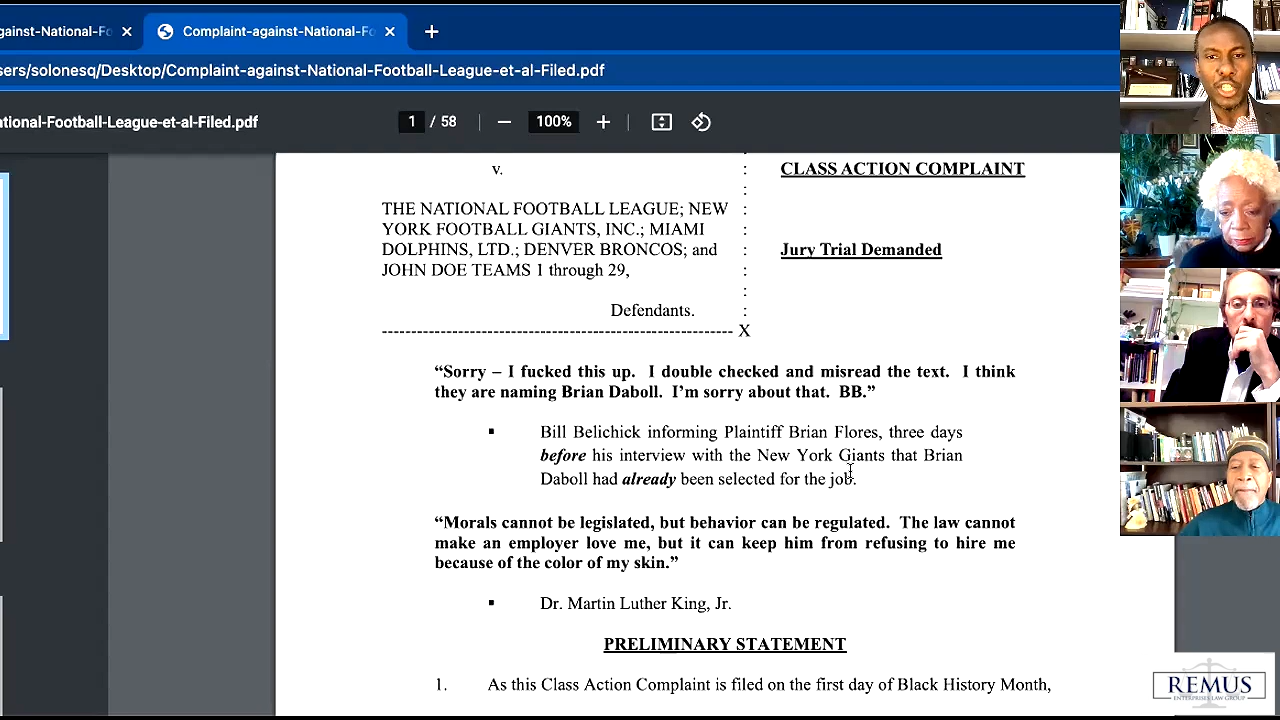 gainst-National-Fo
Complaint-against-National-Fo
sers/solonesq/Desktop/Complaint-against-National-Football-League-et-al-Filed.pdf
ational-Football-League-et-al-Filed.pdf
1 / 58
100%
v.
CLASS ACTION COMPLAINT
THE NATIONAL FOOTBALL LEAGUE; NEW :
YORK FOOTBALL GIANTS, INC.; MIAMI :
DOLPHINS, LTD.; DENVER BRONCOS; and : Jury Trial Demanded
JOHN DOE TEAMS 1 through 29, :
Defendants. :
----------------------------------------------------------- X
“Sorry – I fucked this up. I double checked and misread the text. I think
they are naming Brian Daboll. I’m sorry about that. BB.”
▪ Bill Belichick informing Plaintiff Brian Flores, three days
before his interview with the New York Giants that Brian
Daboll had already been selected for the job.
“Morals cannot be legislated, but behavior can be regulated. The law cannot
make an employer love me, but it can keep him from refusing to hire me
because of the color of my skin.”
▪ Dr. Martin Luther King, Jr.
PRELIMINARY STATEMENT
1. As this Class Action Complaint is filed on the first day of Black History Month,
REMUS
ENTERPRISES LAW GROUP